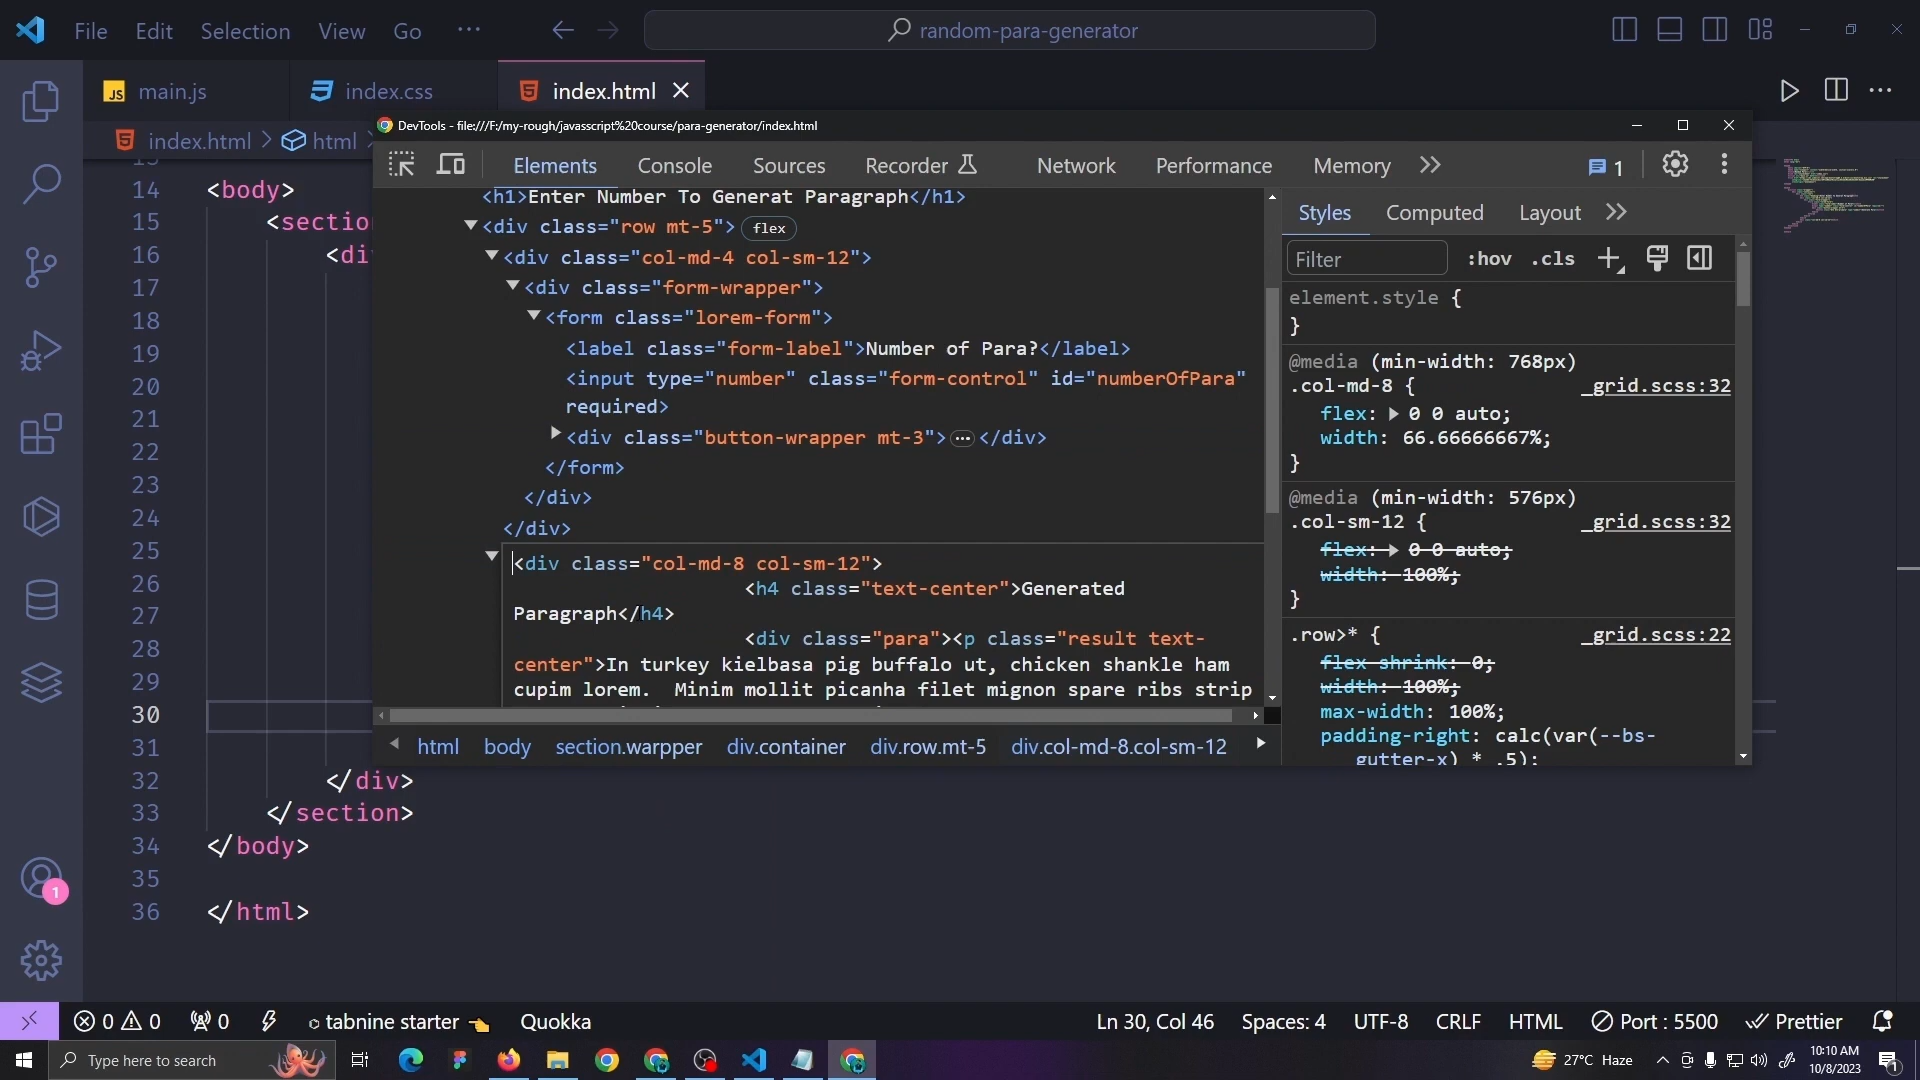 File Edit Selection View Go ··· random-para-generator
JS main.js index.css index.html
index.html > html >
DevTools - file:///F:/my-rough/javasscript%20course/para-generator/index.html
Elements Console Sources Recorder Network Performance Memory 1
13
14 <body>
15 <section
16 <di
17
18
19
20
21
22
23
24
25
26
27
28
29
30
31
32 </div>
33 </section>
34 </body>
35
36 </html>
<h1>Enter Number To Generat Paragraph</h1>
<div class="row mt-5"> flex
<div class="col-md-4 col-sm-12">
<div class="form-wrapper">
<form class="lorem-form">
<label class="form-label">Number of Para?</label>
<input type="number" class="form-control" id="numberOfPara"
required>
<div class="button-wrapper mt-3"> ··· </div>
</form>
</div>
</div>
<div class="col-md-8 col-sm-12">
<h4 class="text-center">Generated
Paragraph</h4>
<div class="para"><p class="result text-
center">In turkey kielbasa pig buffalo ut, chicken shankle ham
cupim lorem. Minim mollit picanha filet mignon spare ribs strip
html body section.warpper div.container div.row.mt-5 div.col-md-8.col-sm-12
Styles Computed Layout
Filter :hov .cls
element.style {
}
@media (min-width: 768px)
.col-md-8 { _grid.scss:32
flex: 0 0 auto;
width: 66.66666667%;
}
@media (min-width: 576px)
.col-sm-12 { _grid.scss:32
flex: 0 0 auto;
width: 100%;
}
.row>* { _grid.scss:22
flex-shrink: 0;
width: 100%;
max-width: 100%;
padding-right: calc(var(--bs-
gutter-x) * .5);
1
0 0 0 tabnine starter Quokka Ln 30, Col 46 Spaces: 4 UTF-8 CRLF HTML Port : 5500 Prettier
Type here to search 27°C Haze 10:10 AM
10/8/2023 1